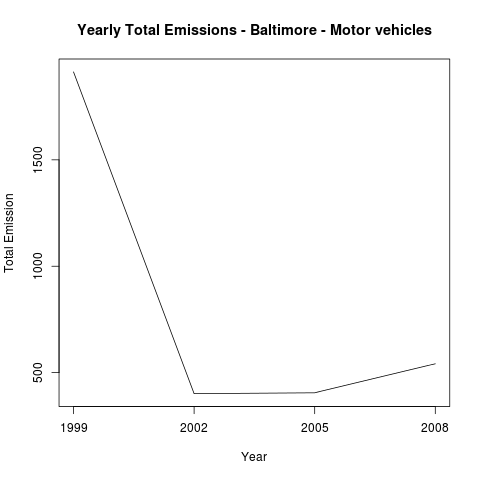 Yearly Total Emissions - Baltimore - Motor vehicles
1500
1000
500
Total Emission
1999 2002 2005 2008
Year